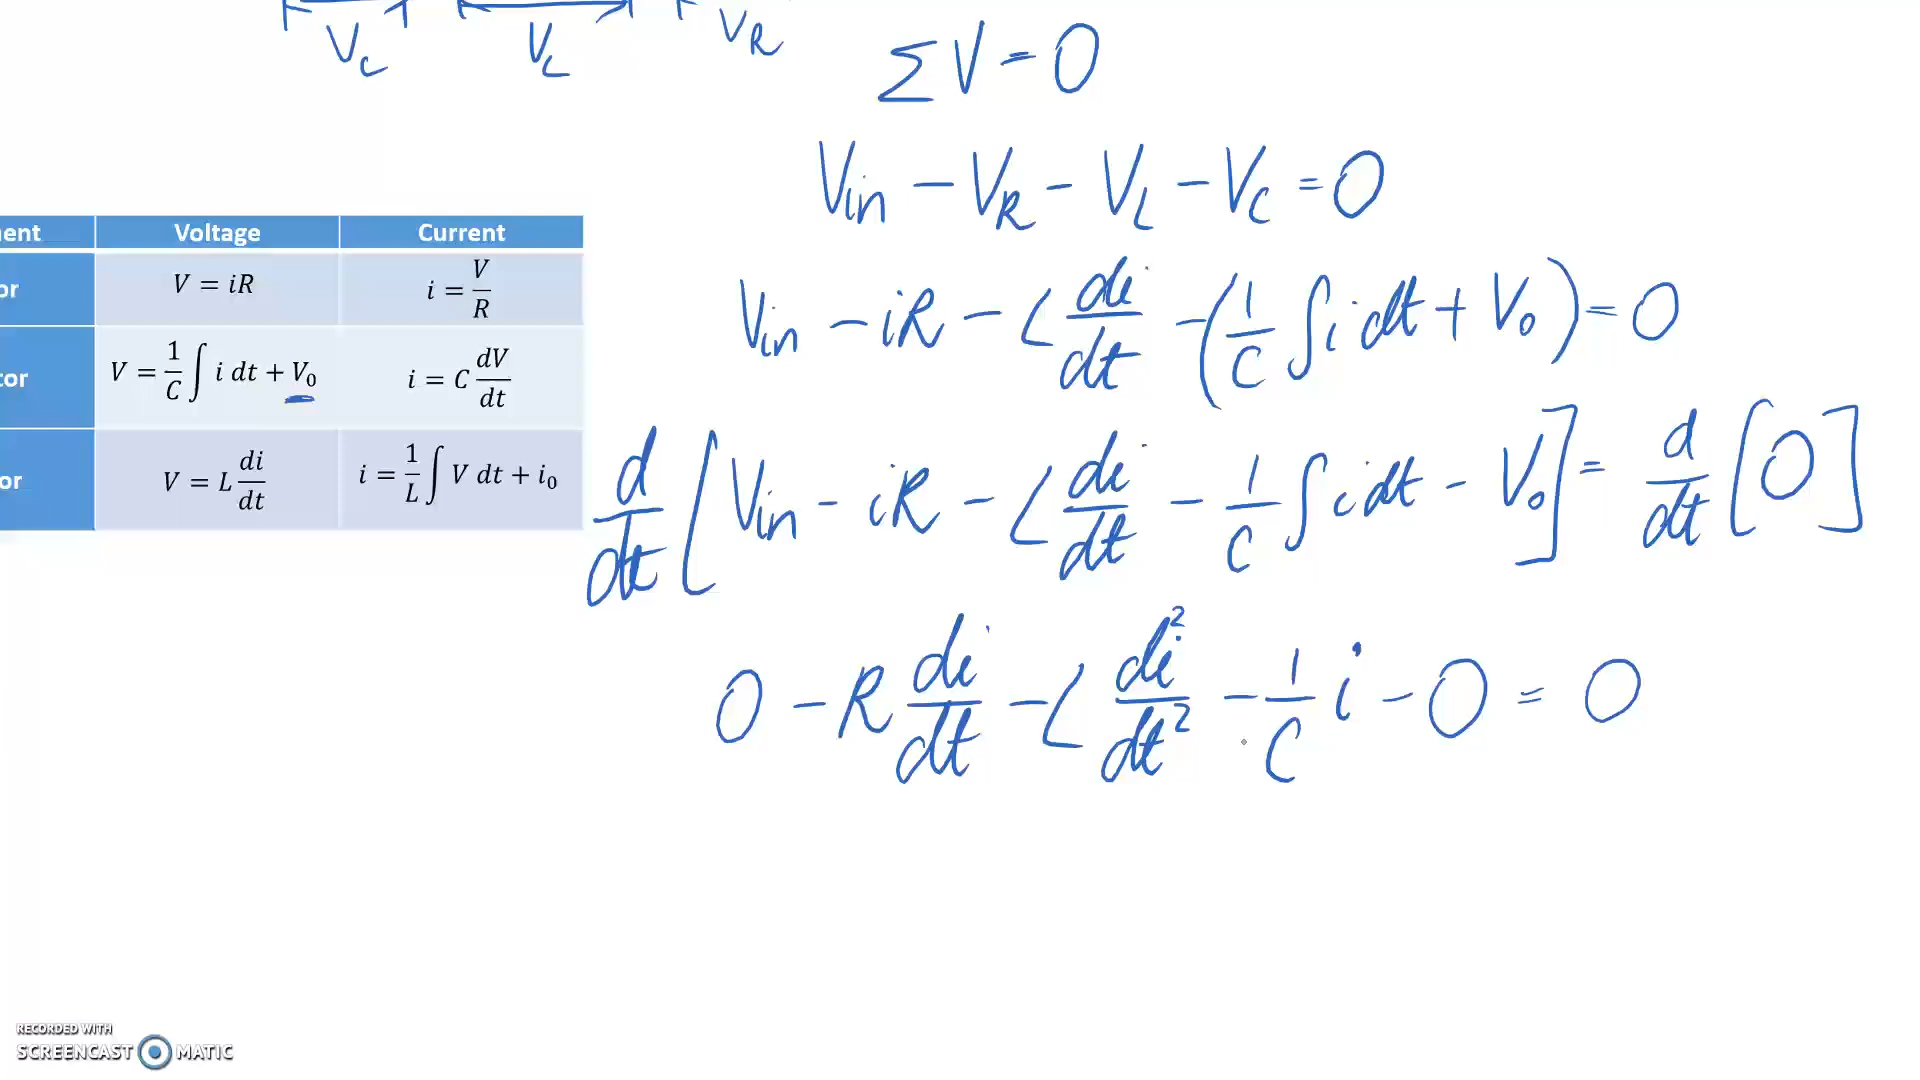 V_C V_L V_R
∑V = 0
V_in − V_R − V_L − V_C = 0
ent Voltage Current
or V = iR i = V/R
tor V = 1/C ∫ i dt + V_0 i = C dV/dt
or V = L di/dt i = 1/L ∫ V dt + i_0
V_in − iR − L di/dt − (1/C ∫ i dt + V_0) = 0
d/dt [V_in − iR − L di/dt − 1/C ∫ i dt − V_0] = d/dt [0]
0 − R di/dt − L di²/dt² − 1/C i − 0 = 0
RECORDED WITH
SCREENCAST MATIC